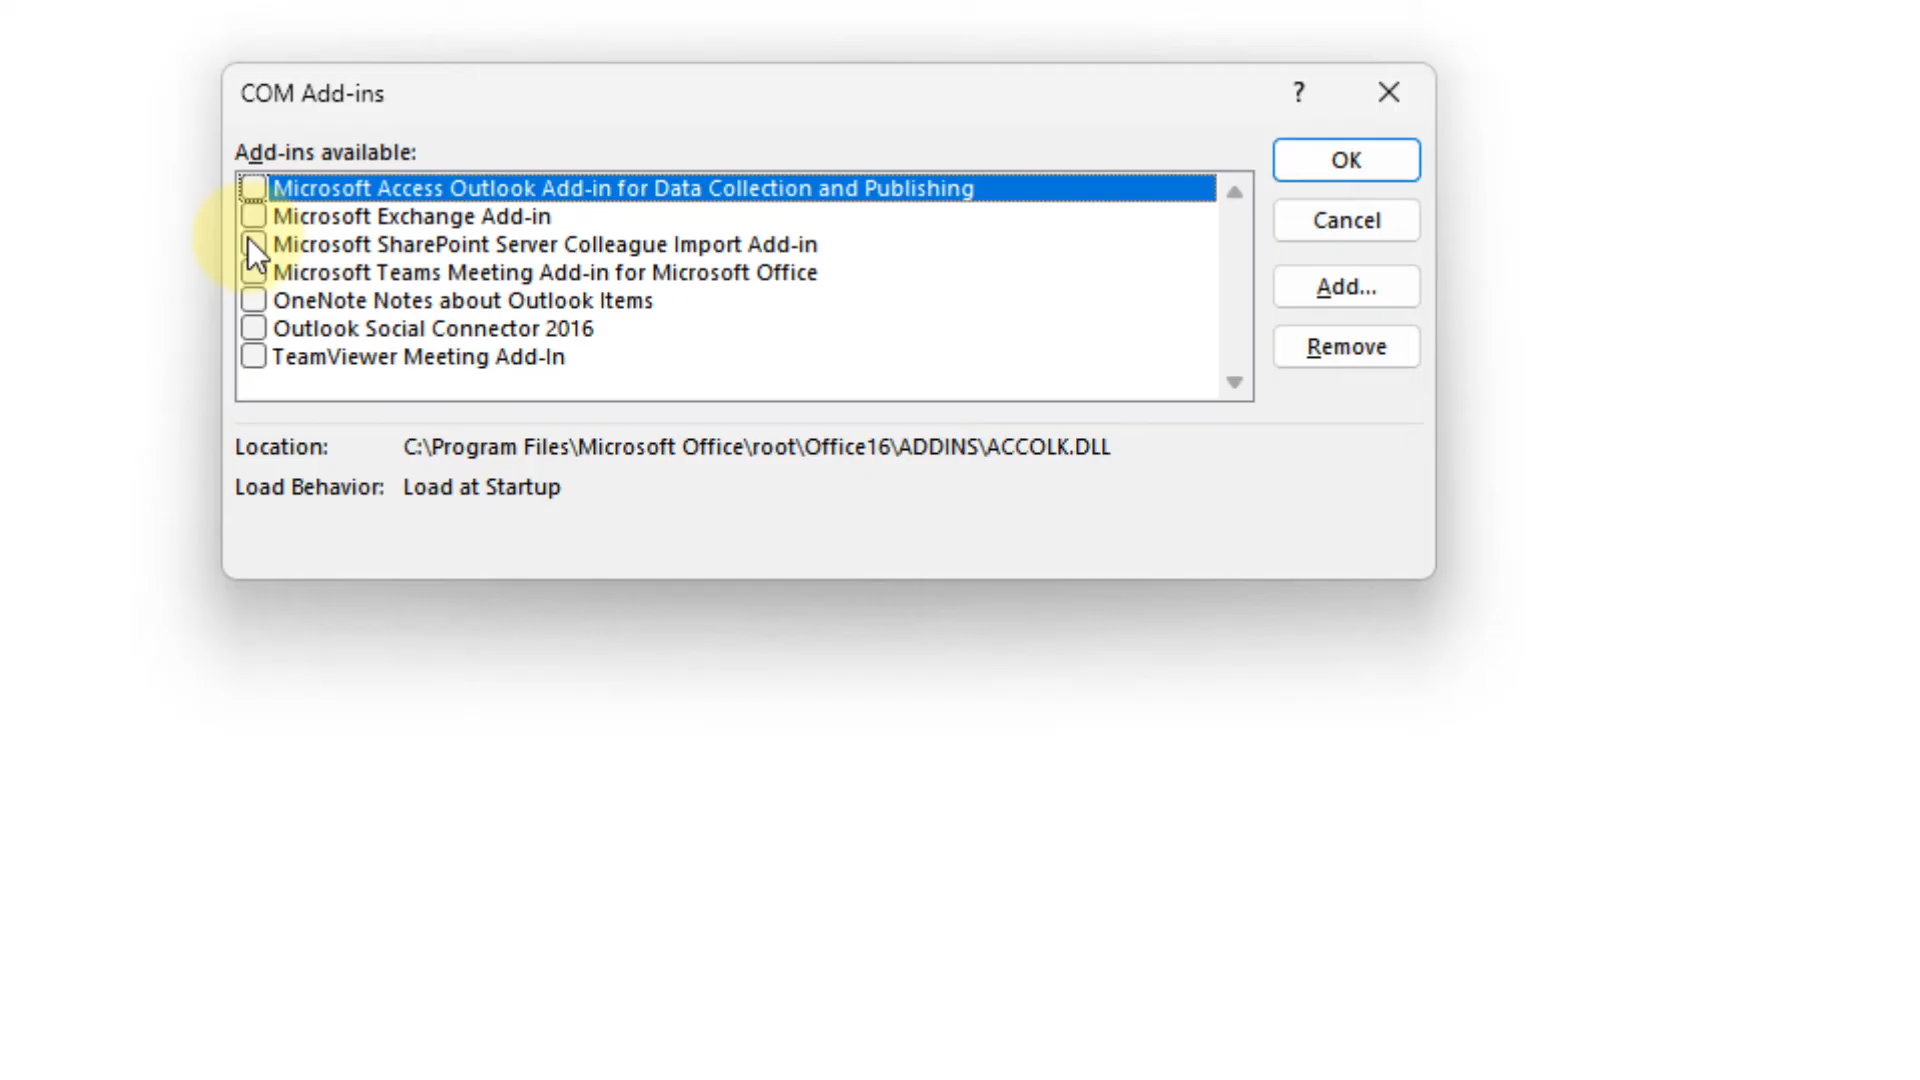 COM Add-ins ?
Add-ins available:
Microsoft Access Outlook Add-in for Data Collection and Publishing
Microsoft Exchange Add-in
Microsoft SharePoint Server Colleague Import Add-in
Microsoft Teams Meeting Add-in for Microsoft Office
OneNote Notes about Outlook Items
Outlook Social Connector 2016
TeamViewer Meeting Add-In
OK
Cancel
Add...
Remove
Location: C:\Program Files\Microsoft Office\root\Office16\ADDINS\ACCOLK.DLL
Load Behavior: Load at Startup